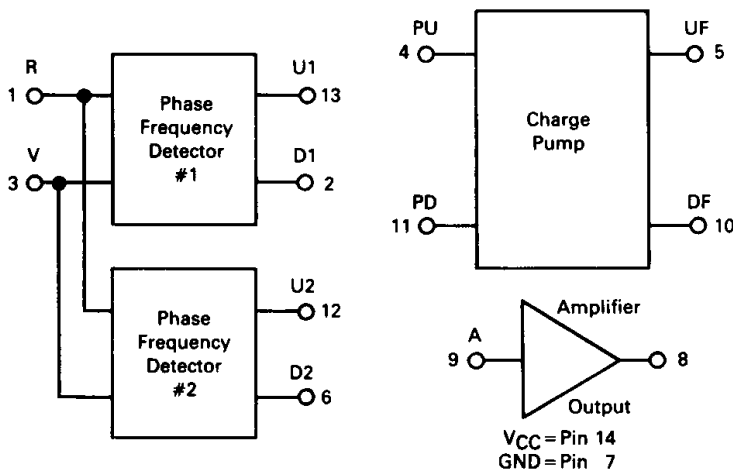 R
1
V
3
Phase
Frequency
Detector
#1
U1
13
D1
2
Phase
Frequency
Detector
#2
U2
12
D2
6
PU
4
PD
11
Charge
Pump
UF
5
DF
10
Amplifier
A
9
8
Output
VCC = Pin 14
GND = Pin 7